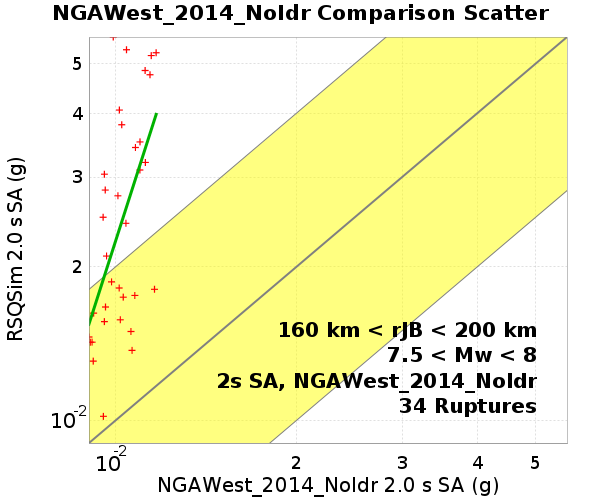 NGAWest_2014_NoIdr Comparison Scatter
RSQSim 2.0 s SA (g)
5
4
3
2
10-2
160 km < rJB < 200 km
7.5 < Mw < 8
2s SA, NGAWest_2014_NoIdr
34 Ruptures
10-2 2 3 4 5
NGAWest_2014_NoIdr 2.0 s SA (g)